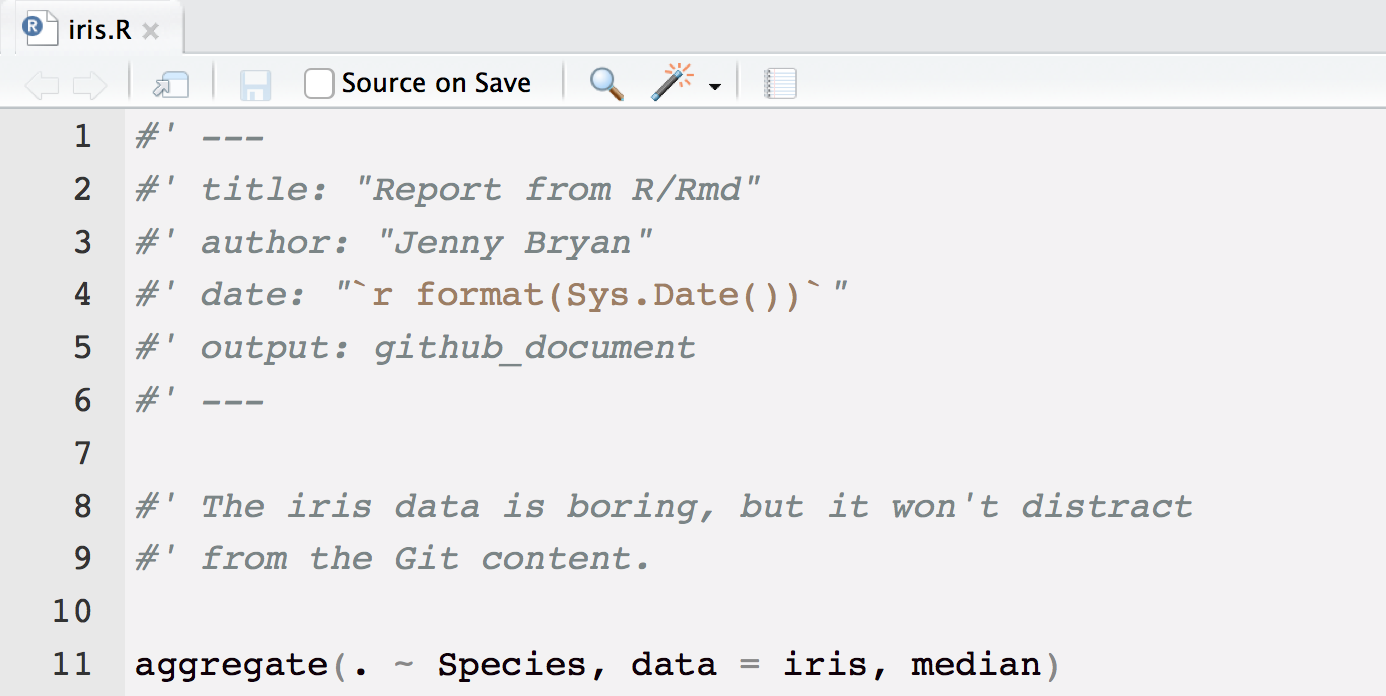 iris.R
Source on Save
1 #' ---
2 #' title: "Report from R/Rmd"
3 #' author: "Jenny Bryan"
4 #' date: "`r format(Sys.Date())`"
5 #' output: github_document
6 #' ---
7
8 #' The iris data is boring, but it won't distract
9 #' from the Git content.
10
11 aggregate(. ~ Species, data = iris, median)